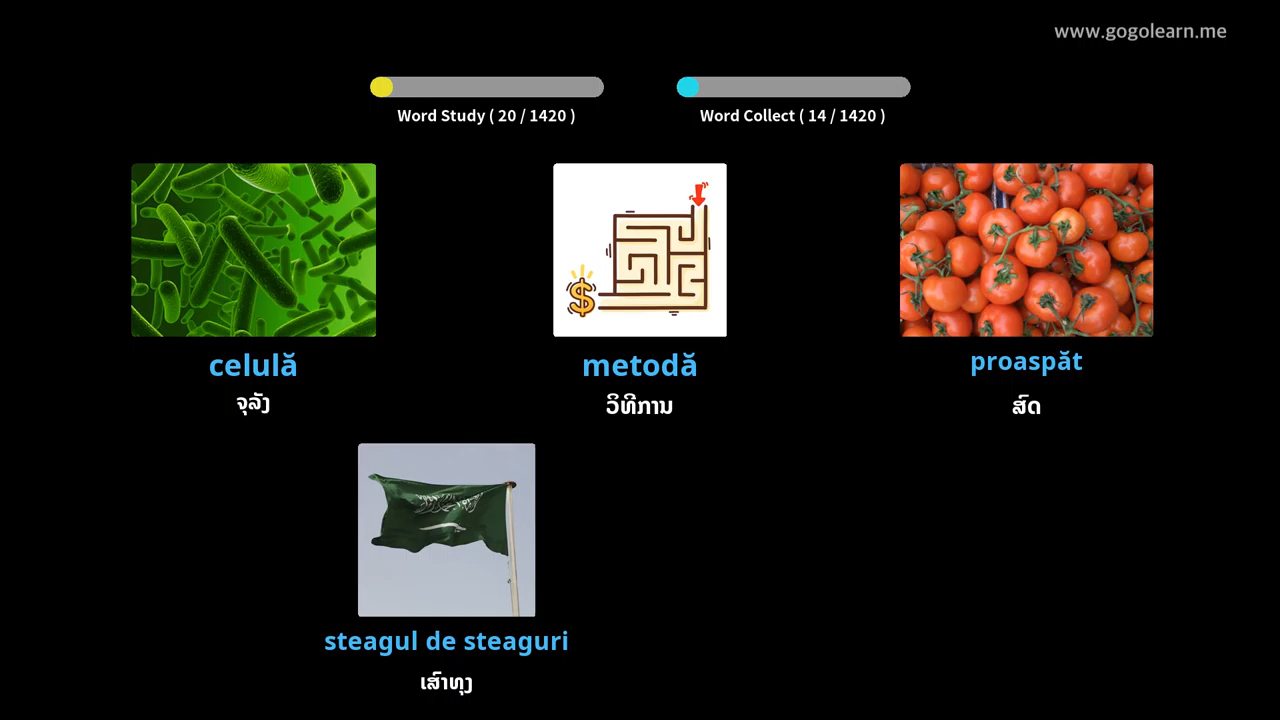 www.gogolearn.me
Word Study ( 20 / 1420 )
Word Collect ( 14 / 1420 )
celulă
metodă
proaspăt
ຈຸລັງ
ວິທີການ
ສົດ
steagul de steaguri
ເສົາທຸງ